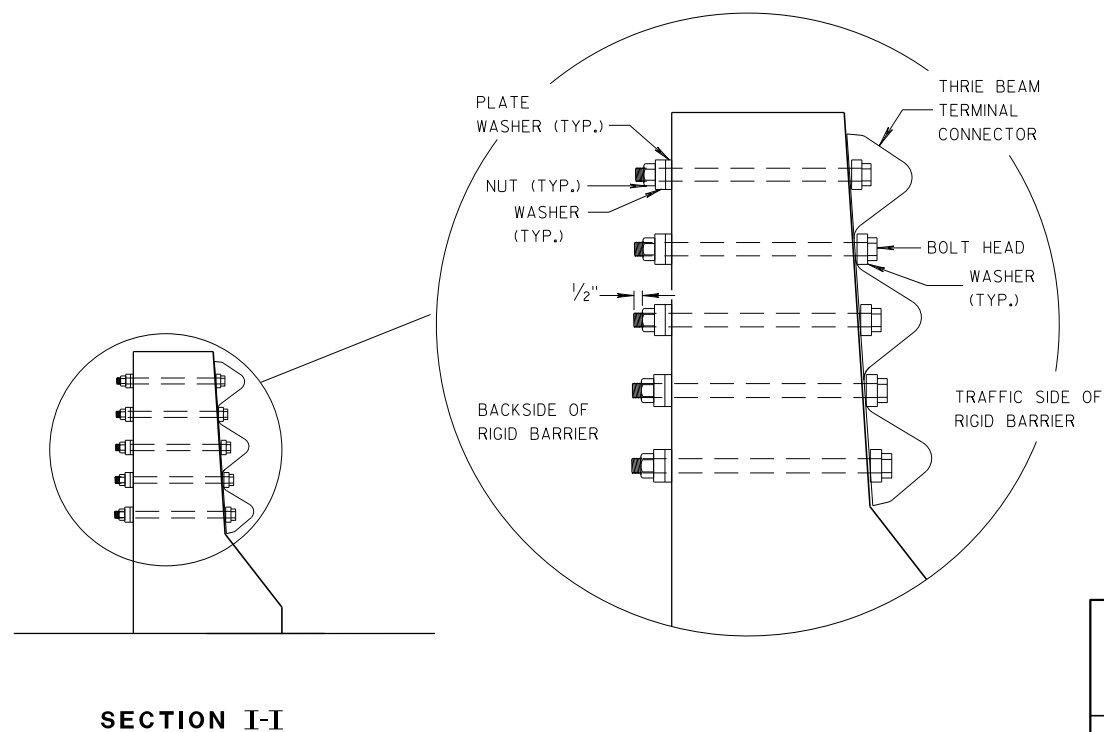 PLATE
WASHER (TYP.)
NUT (TYP.)
WASHER
(TYP.)
1/2"
BACKSIDE OF
RIGID BARRIER
THRIE BEAM
TERMINAL
CONNECTOR
BOLT HEAD
WASHER
(TYP.)
TRAFFIC SIDE OF
RIGID BARRIER
SECTION I-I